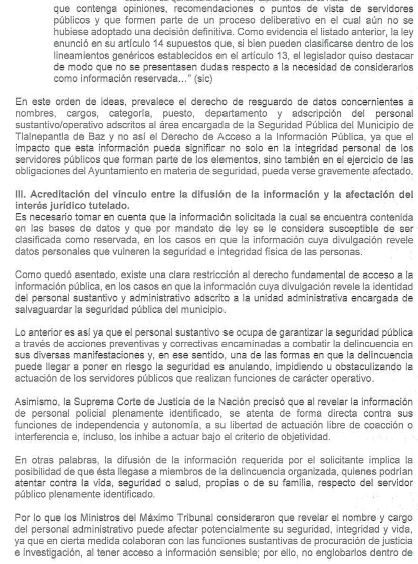 que contenga opiniones, recomendaciones o puntos de vista de servidores
públicos y que formen parte de un proceso deliberativo en el cual aún no se
hubiese adoptado una decisión definitiva. Como evidencia el listado anterior, la ley
enunció en su artículo 14 supuestos que, si bien pueden clasificarse dentro de los
lineamientos genéricos establecidos en el artículo 13, el legislador quiso destacar
de modo que no se presentasen dudas respecto a la necesidad de considerarlos
como información reservada..." (sic)
En este orden de ideas, prevalece el derecho de resguardo de datos concernientes a
nombres, cargos, categoría, puesto, departamento y adscripción del personal
sustantivo/operativo adscritos al área encargada de la Seguridad Pública del Municipio de
Tlalnepantla de Baz y no así el Derecho de Acceso a la Información Pública, ya que el
impacto que esta información pueda significar no solo en la integridad personal de los
servidores públicos que forman parte de los elementos, sino también en el ejercicio de las
obligaciones del Ayuntamiento en materia de seguridad, pueda verse gravemente afectado.
III. Acreditación del vínculo entre la difusión de la información y la afectación del
interés jurídico tutelado.
Es necesario tomar en cuenta que la información solicitada la cual se encuentra contenida
en las bases de datos y que por mandato de ley se le considera susceptible de ser
clasificada como reservada, en los casos en que la información cuya divulgación revele
datos personales que vulneren la seguridad e integridad física de las personas.
Como quedó asentado, existe una clara restricción al derecho fundamental de acceso a la
información pública, en los casos en que la información cuya divulgación revele la identidad
del personal sustantivo y administrativo adscrito a la unidad administrativa encargada de
salvaguardar la seguridad pública del municipio.
Lo anterior es así ya que el personal sustantivo se ocupa de garantizar la seguridad pública
a través de acciones preventivas y correctivas encaminadas a combatir la delincuencia en
sus diversas manifestaciones y, en ese sentido, una de las formas en que la delincuencia
puede llegar a poner en riesgo la seguridad es anulando, impidiendo u obstaculizando la
actuación de los servidores públicos que realizan funciones de carácter operativo.
Asimismo, la Suprema Corte de Justicia de la Nación precisó que al revelar la información
de personal policial plenamente identificado, se atenta de forma directa contra sus
funciones de independencia y autonomía, a su libertad de actuación libre de coacción o
interferencia e, incluso, los inhibe a actuar bajo el criterio de objetividad.
En otras palabras, la difusión de la información requerida por el solicitante implica la
posibilidad de que ésta llegase a miembros de la delincuencia organizada, quienes podrían
atentar contra la vida, seguridad o salud, propias o de su familia, respecto del servidor
público plenamente identificado.
Por lo que los Ministros del Máximo Tribunal consideraron que revelar el nombre y cargo
del personal administrativo puede afectar potencialmente su seguridad, integridad y vida,
ya que en cierta medida colaboran con las funciones sustantivas de procuración de justicia
e investigación, al tener acceso a información sensible; por ello, no englobarlos dentro de